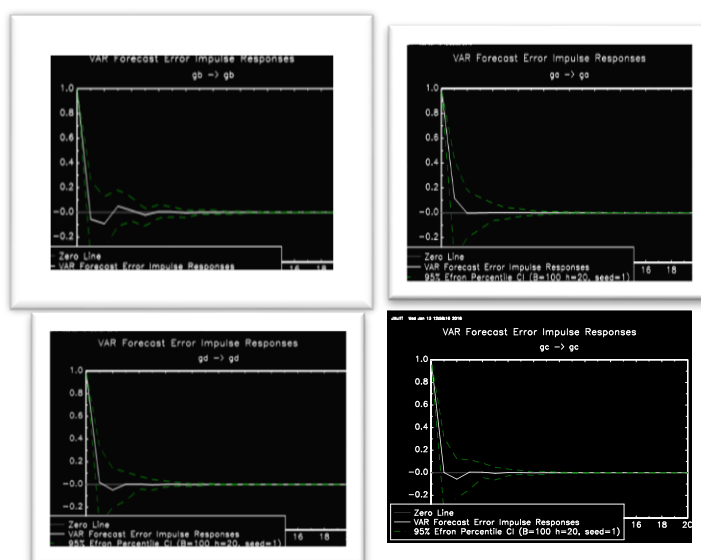 VAR Forecast Error Impulse Responses
gb -> gb
1.0
0.8
0.6
0.4
0.2
-0.0
-0.2
Zero Line
VAR Forecast Error Impulse Responses
16 18
VAR Forecast Error Impulse Responses
ga -> ga
1.0
0.8
0.6
0.4
0.2
-0.0
-0.2
Zero Line
VAR Forecast Error Impulse Responses
95% Efron Percentile CI (B=100 h=20, seed=1)
16 18
VAR Forecast Error Impulse Responses
gd -> gd
1.0
0.8
0.6
0.4
0.2
-0.0
-0.2
Zero Line
VAR Forecast Error Impulse Responses
95% Efron Percentile CI (B=100 h=20, seed=1)
16 18
VAR Forecast Error Impulse Responses
gc -> gc
1.0
0.8
0.6
0.4
0.2
-0.0
-0.2
Zero Line
VAR Forecast Error Impulse Responses
95% Efron Percentile CI (B=100 h=20, seed=1)
16 18 20